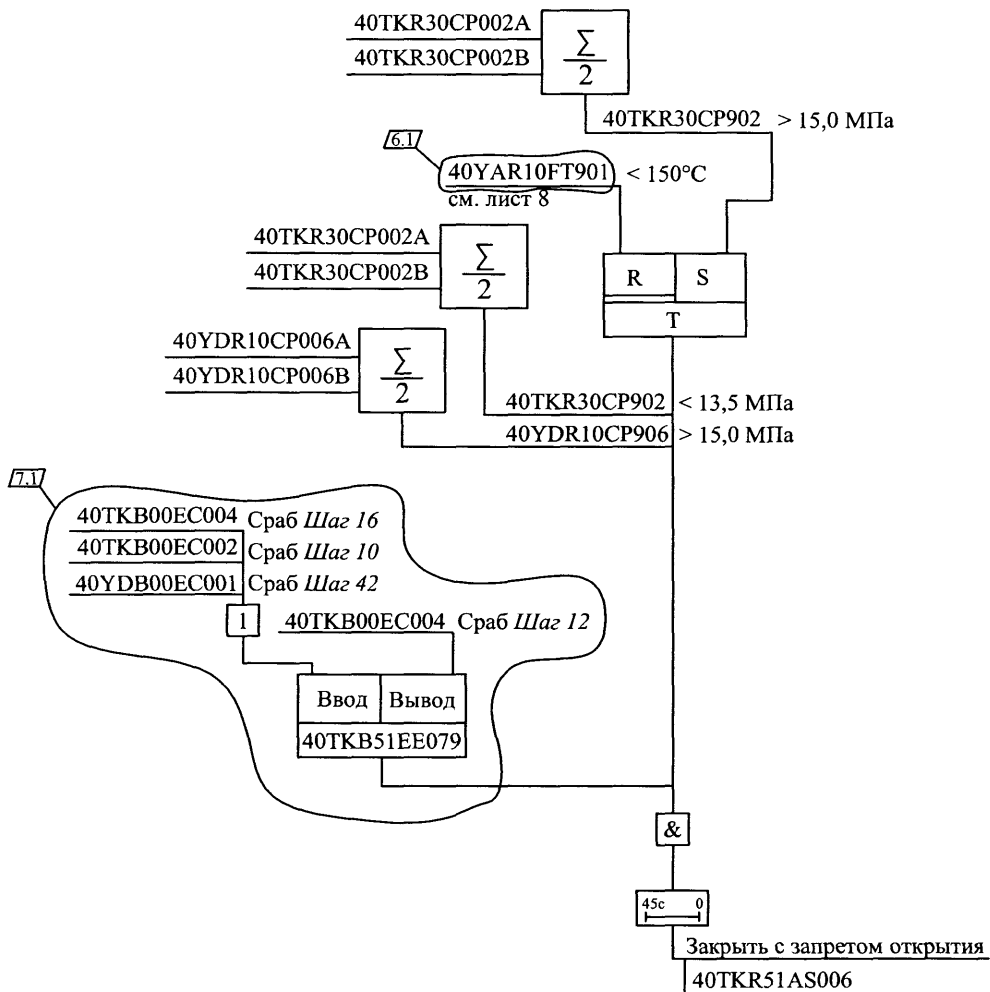 40TKR30CP002A
40TKR30CP002B
Σ
2
40TKR30CP902 > 15,0 МПа
6.1
40YAR10FT901 < 150°C
см. лист 8
40TKR30CP002A
40TKR30CP002B
Σ
2
R S
T
40YDR10CP006A
40YDR10CP006B
Σ
2
40TKR30CP902 < 13,5 МПа
40YDR10CP906 > 15,0 МПа
7.1
40TKB00EC004 Сраб Шаг 16
40TKB00EC002 Сраб Шаг 10
40YDB00EC001 Сраб Шаг 42
1
40TKB00EC004 Сраб Шаг 12
Ввод Вывод
40TKB51EE079
&
45с 0
Закрыть с запретом открытия
40TKR51AS006